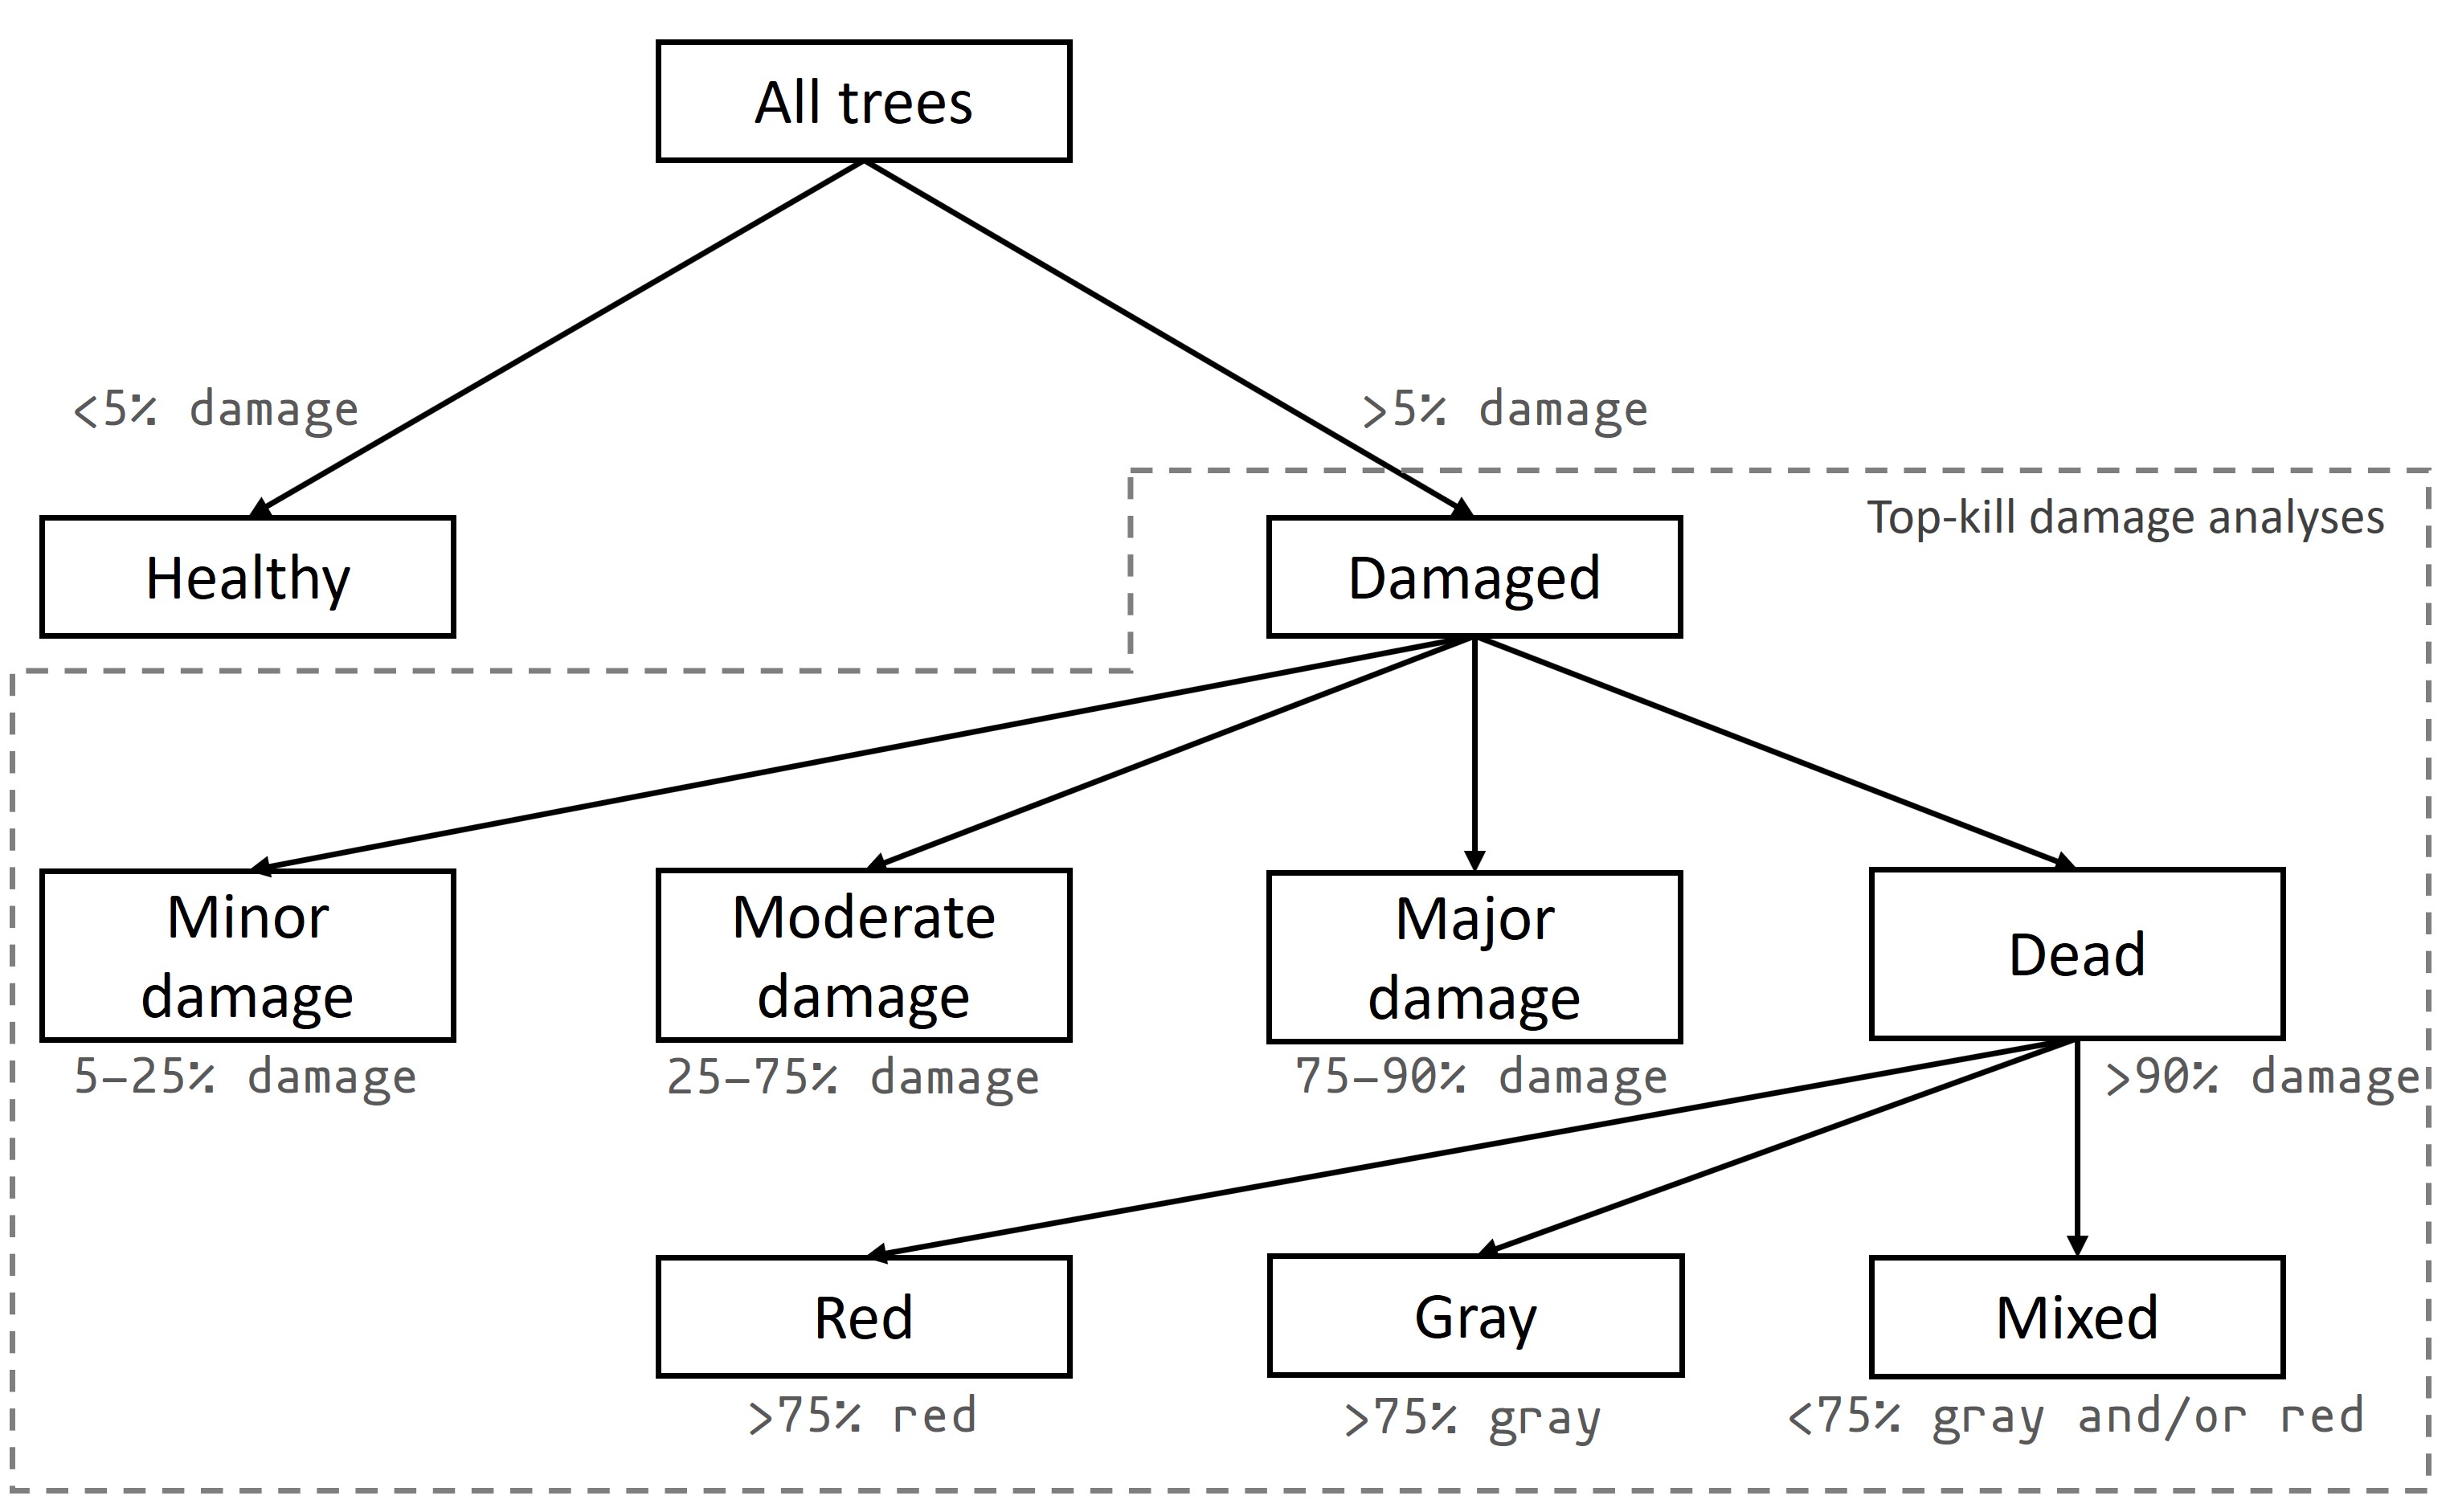 All trees
<5% damage
>5% damage
Top-kill damage analyses
Healthy
Damaged
Minor
damage
Moderate
damage
Major
damage
Dead
5–25% damage
25–75% damage
75–90% damage
>90% damage
Red
Gray
Mixed
>75% red
>75% gray
<75% gray and/or red